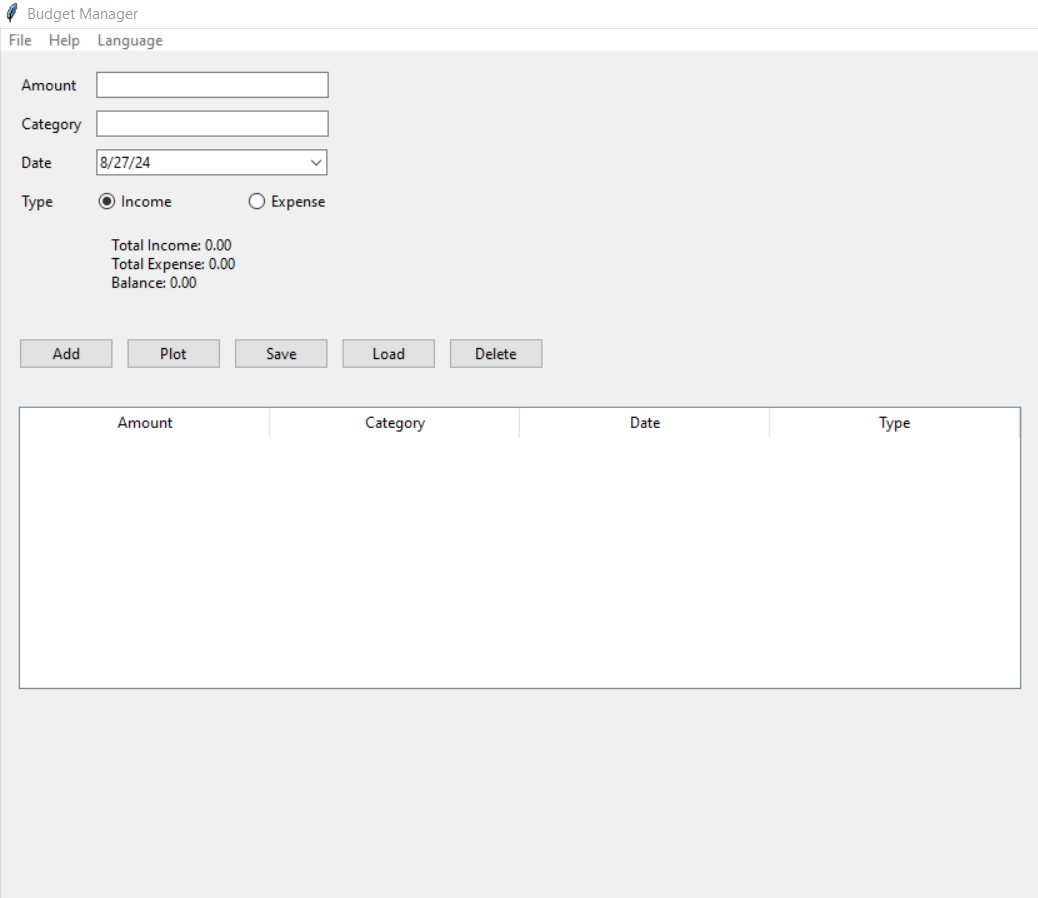 Budget Manager
File Help Language
Amount
Category
Date 8/27/24
Type Income Expense
Total Income: 0.00
Total Expense: 0.00
Balance: 0.00
Add Plot Save Load Delete
Amount Category Date Type